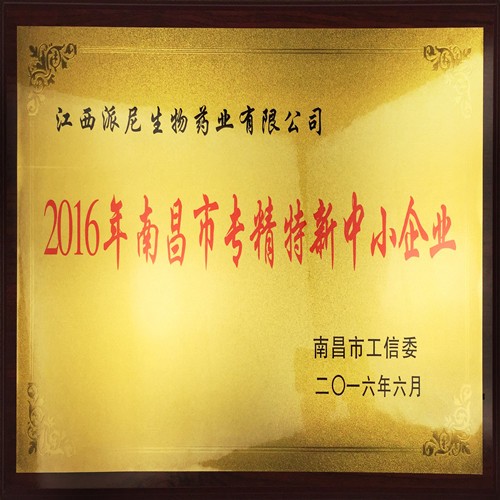 江西派尼生物药业有限公司
2016年南昌市专精特新中小企业
南昌市工信委
二〇一六年六月